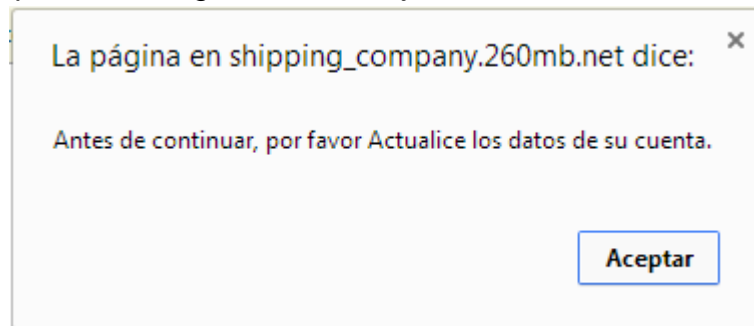 La página en shipping_company.260mb.net dice:
Antes de continuar, por favor Actualice los datos de su cuenta.
Aceptar